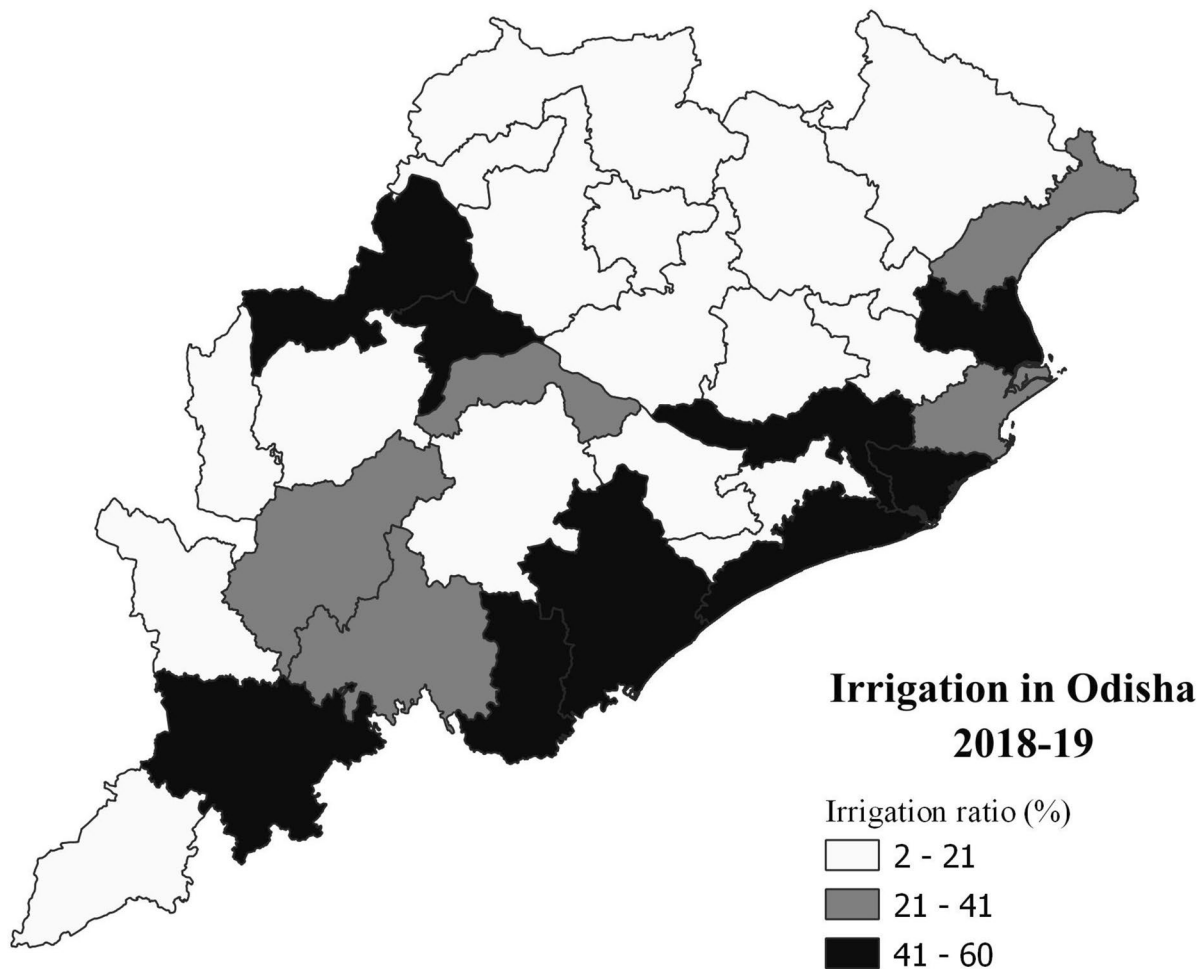 Irrigation in Odisha
2018-19
Irrigation ratio (%)
2 - 21
21 - 41
41 - 60